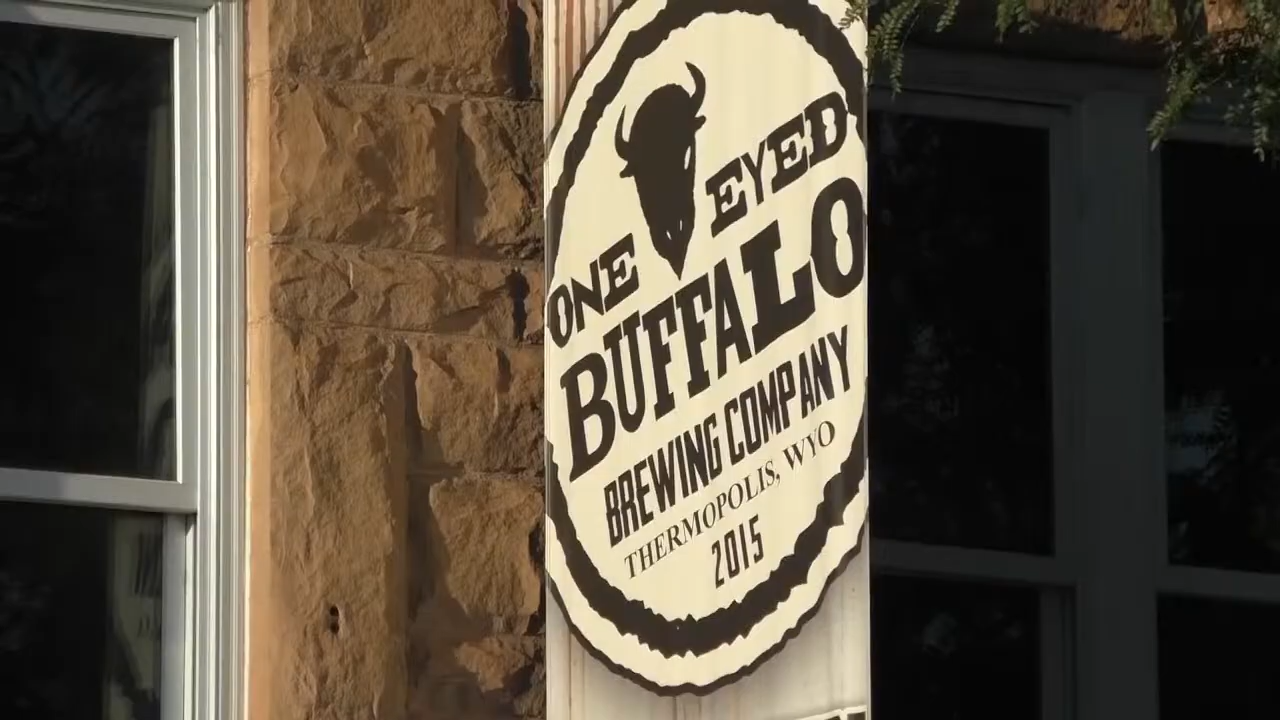 ONE EYED
BUFFALO
BREWING COMPANY
THERMOPOLIS, WYO
2015